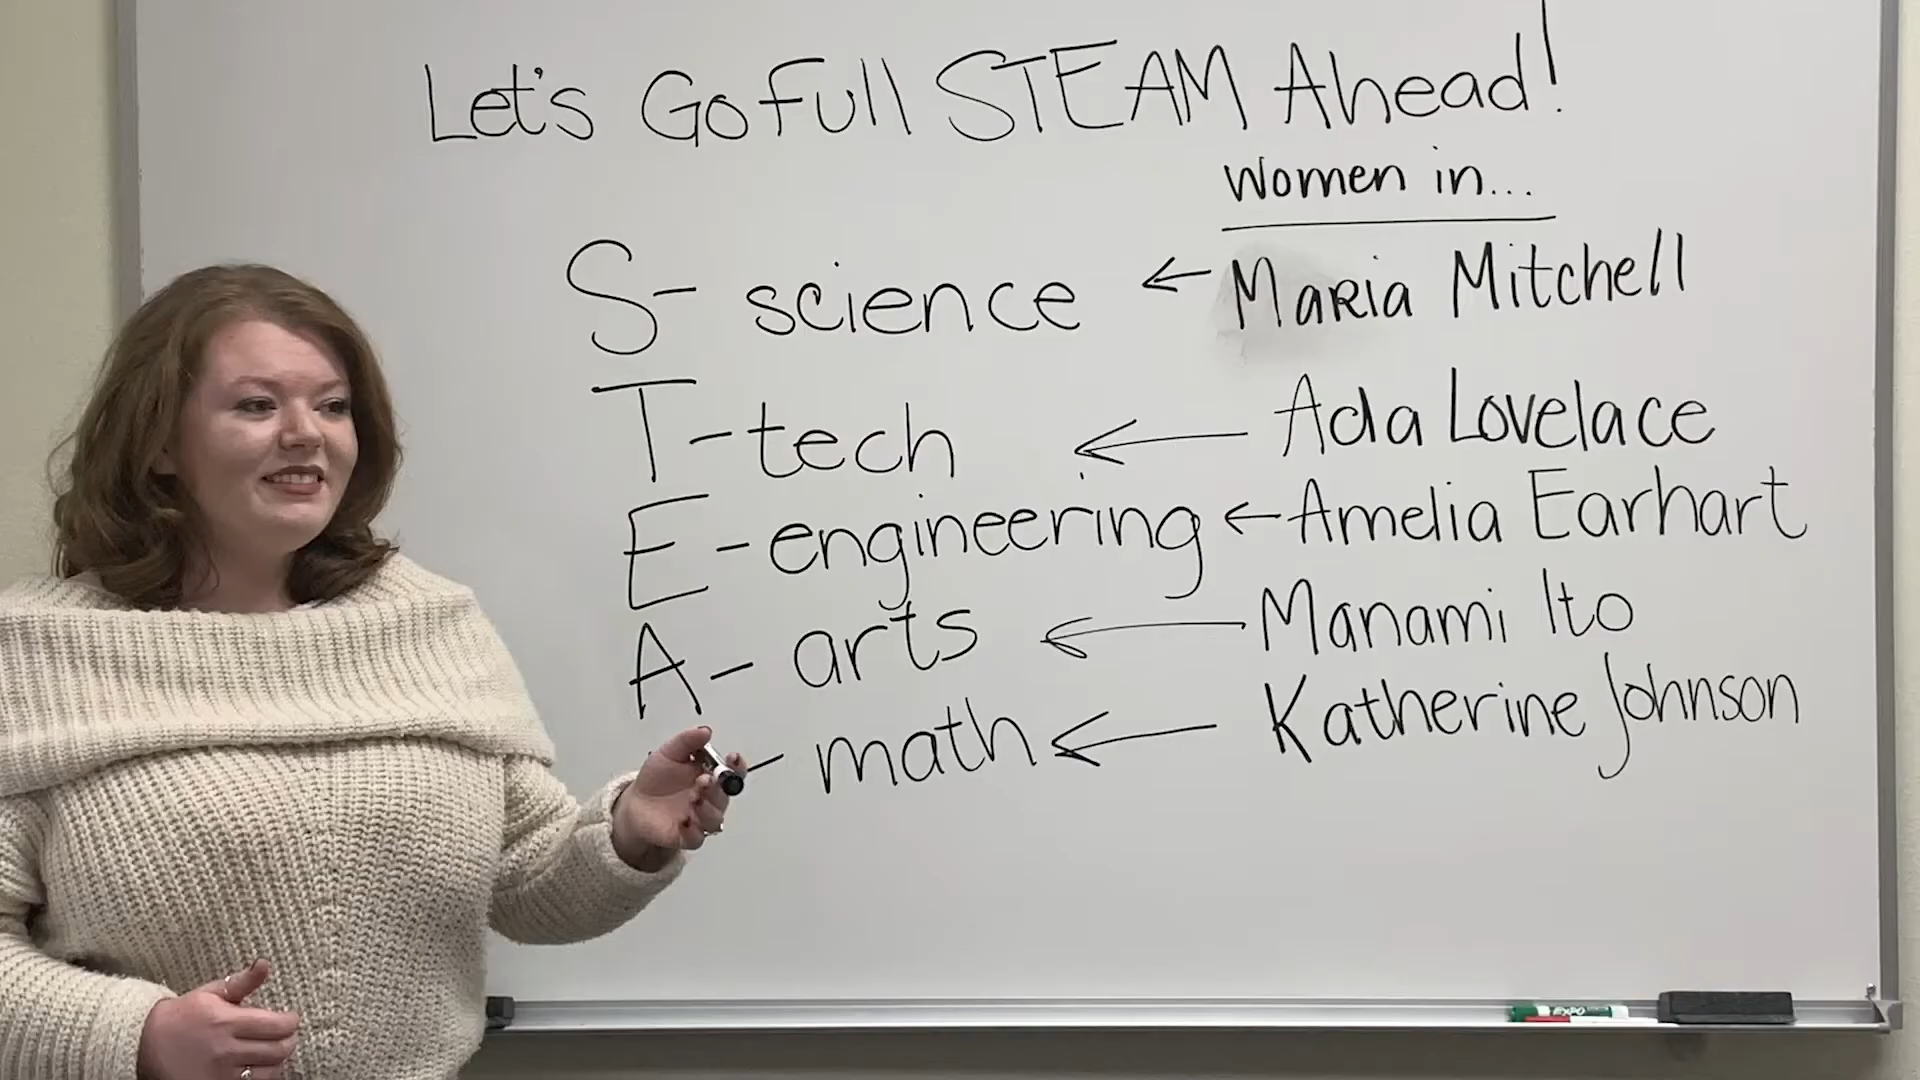 Let's Go Full STEAM Ahead!
Women in...
S- science ← Maria Mitchell
T- tech ← Ada Lovelace
E - engineering ← Amelia Earhart
A - arts ← Manami Ito
- math ← Katherine Johnson
EXPO